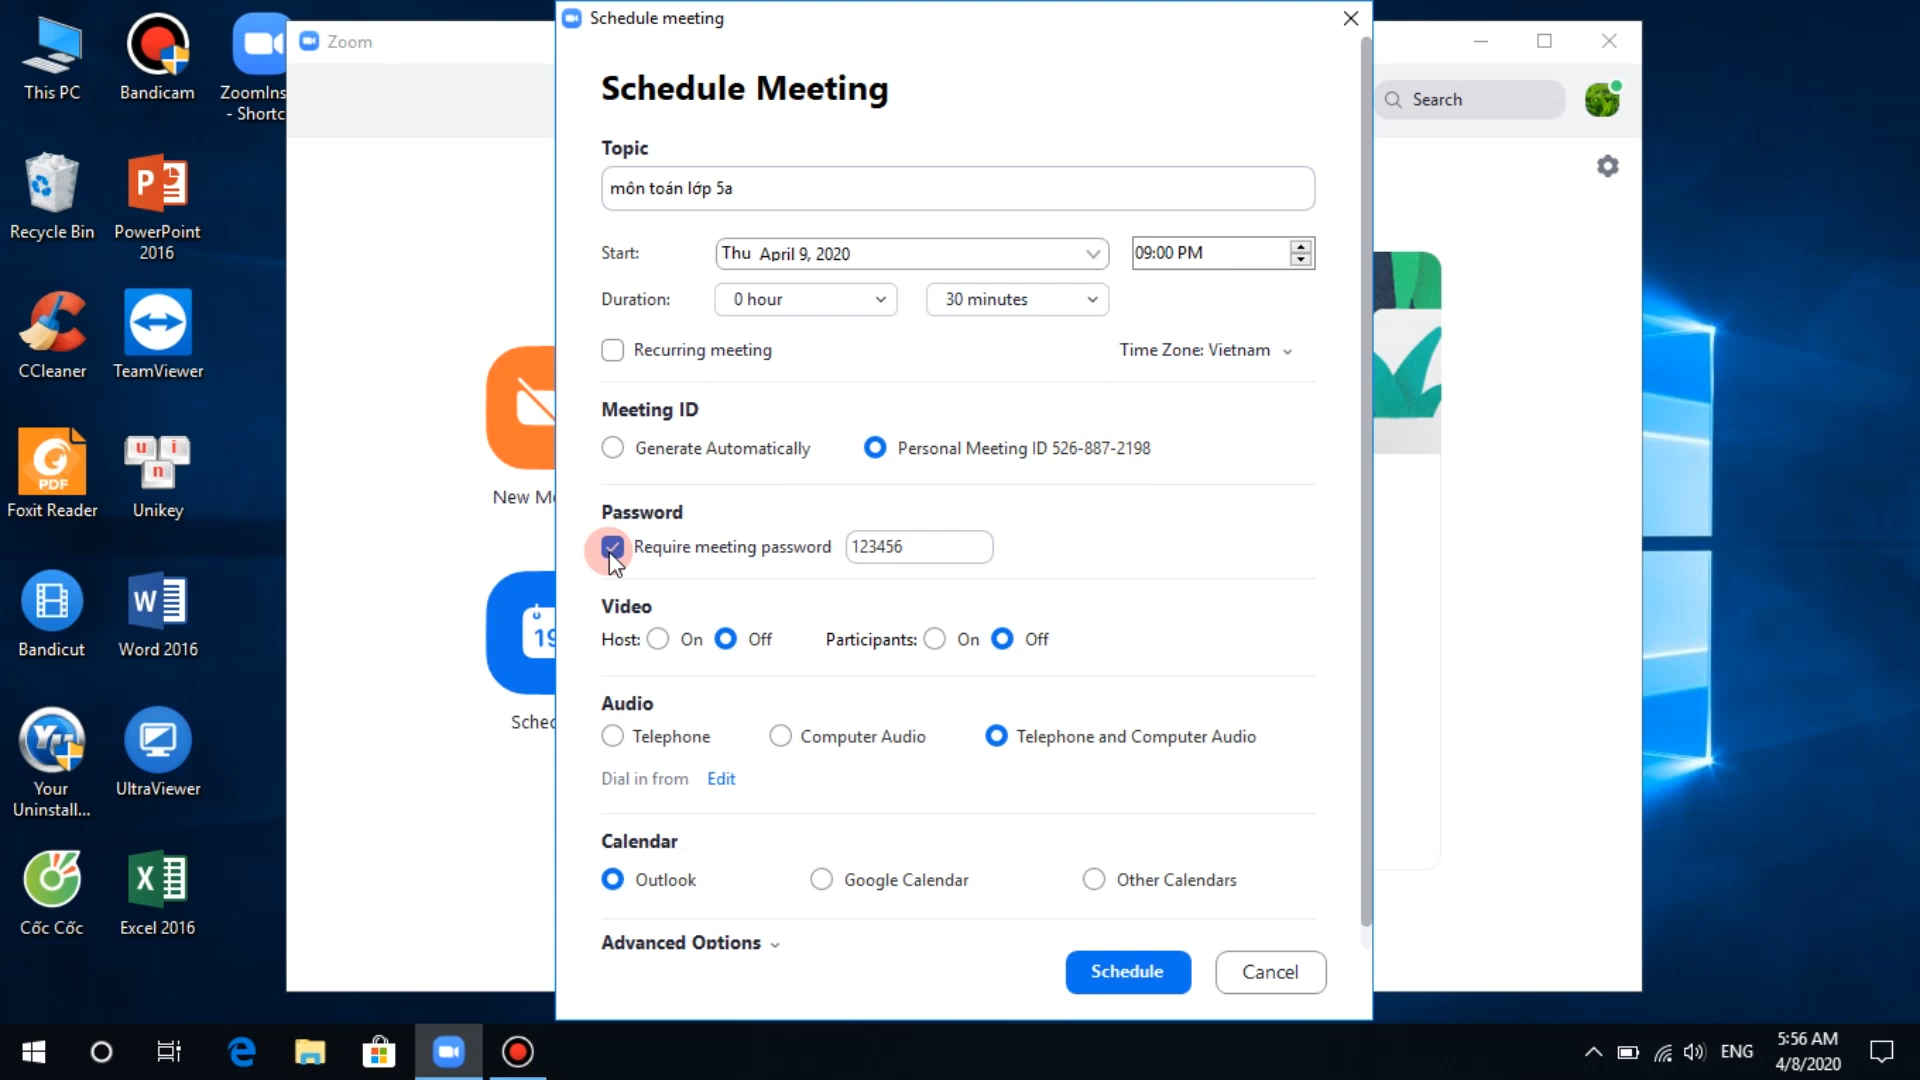 This PC
Bandicam
ZoomIns
- Shortc
Recycle Bin
PowerPoint
2016
CCleaner
TeamViewer
PDF
Foxit Reader
u n i
Unikey
Bandicut
Word 2016
Your
Uninstall...
UltraViewer
Cốc Cốc
Excel 2016
Zoom
Search
New Me
19
Sched
Schedule meeting
Schedule Meeting
Topic
môn toán lớp 5a
Start:
Thu April 9, 2020
09:00 PM
Duration:
0 hour
30 minutes
Recurring meeting
Time Zone: Vietnam
Meeting ID
Generate Automatically
Personal Meeting ID 526-887-2198
Password
Require meeting password
123456
Video
Host: On Off
Participants: On Off
Audio
Telephone
Computer Audio
Telephone and Computer Audio
Dial in from Edit
Calendar
Outlook
Google Calendar
Other Calendars
Advanced Options
Schedule
Cancel
ENG
5:56 AM
4/8/2020